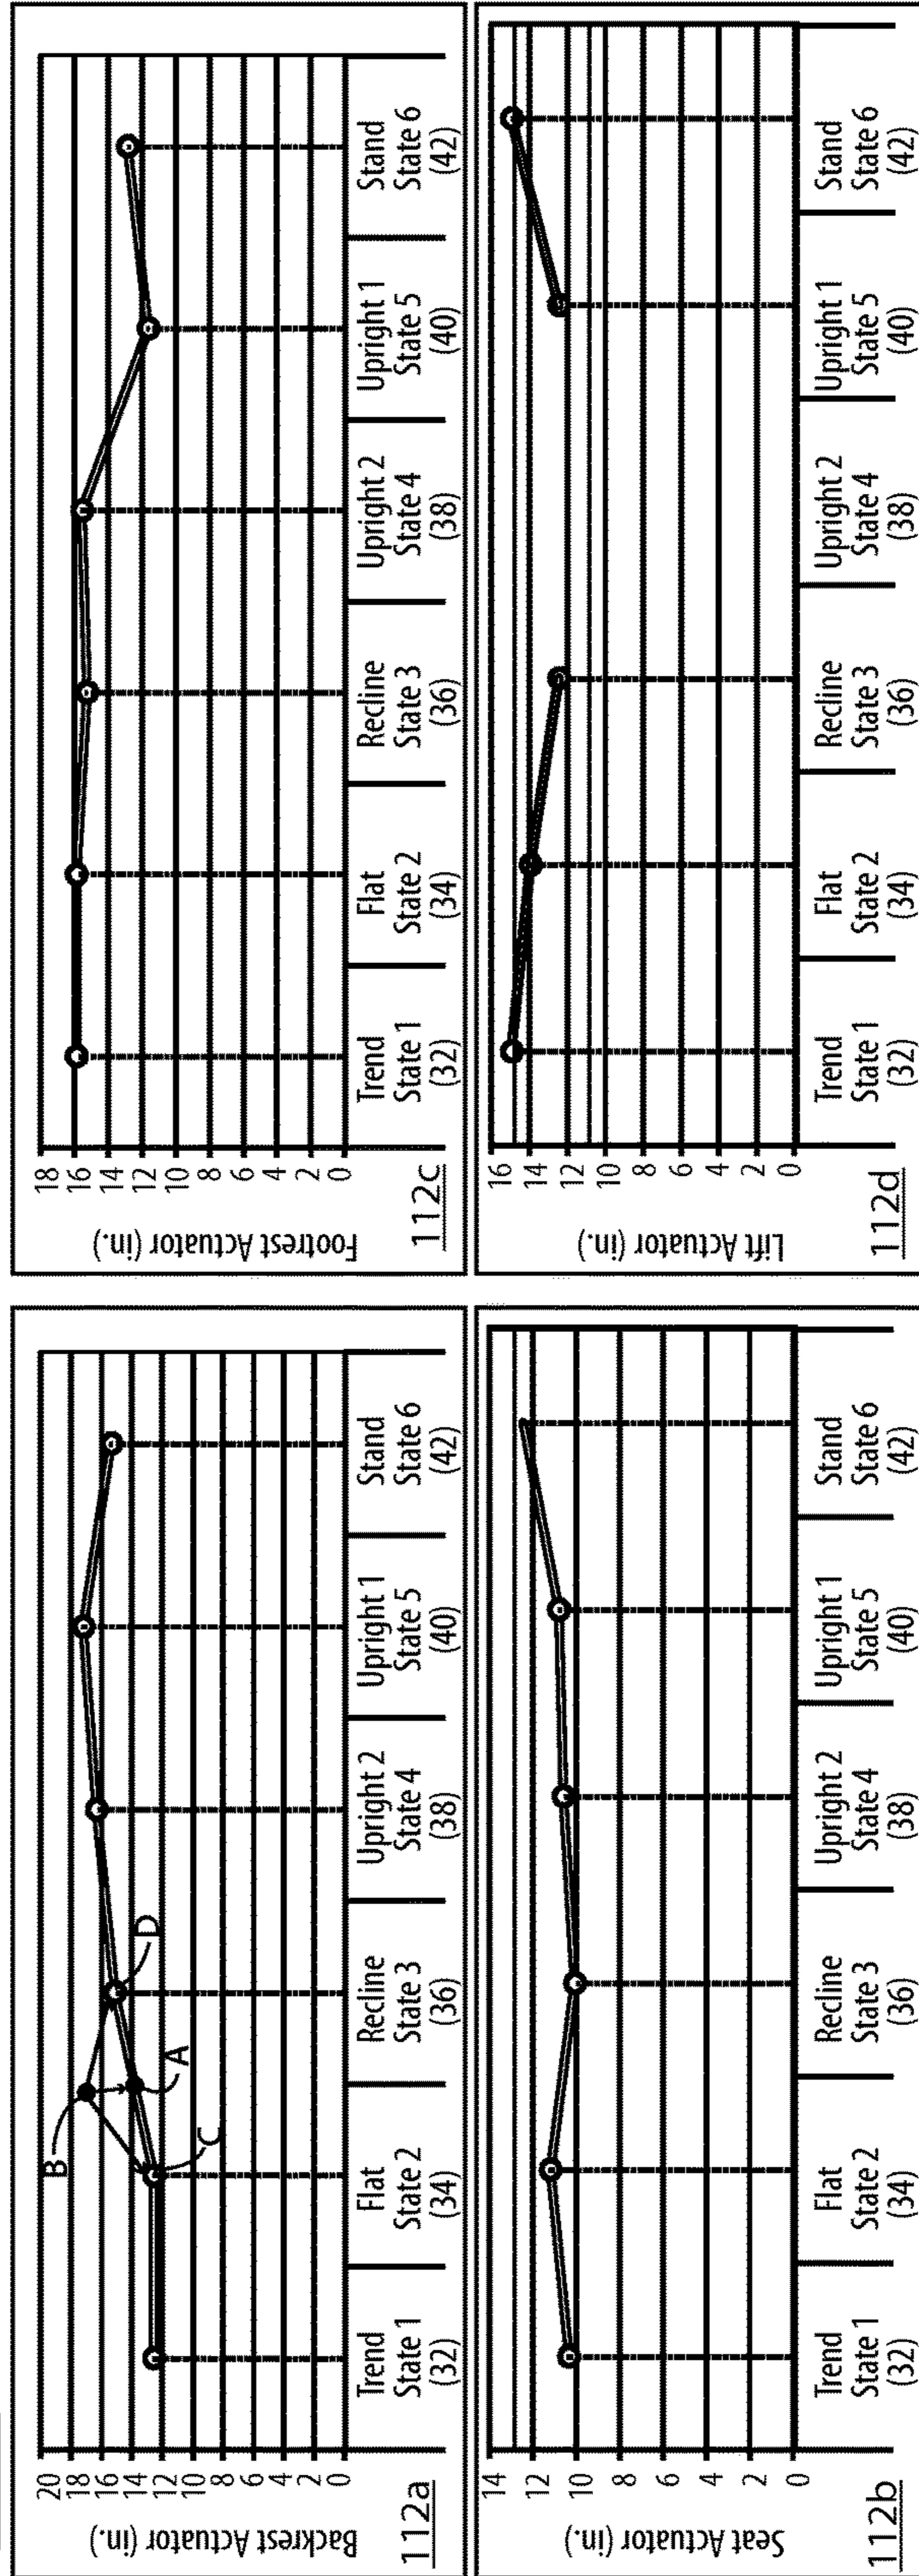 Backrest Actuator (in.)
20
18
16
14
12
10
8
6
4
2
0
B
A
C
D
Trend
State 1
(32)
Flat
State 2
(34)
Recline
State 3
(36)
Upright 2
State 4
(38)
Upright 1
State 5
(40)
Stand
State 6
(42)
112a
Seat Actuator (in.)
14
12
10
8
6
4
2
0
Trend
State 1
(32)
Flat
State 2
(34)
Recline
State 3
(36)
Upright 2
State 4
(38)
Upright 1
State 5
(40)
Stand
State 6
(42)
112b
Footrest Actuator (in.)
18
16
14
12
10
8
6
4
2
0
Trend
State 1
(32)
Flat
State 2
(34)
Recline
State 3
(36)
Upright 2
State 4
(38)
Upright 1
State 5
(40)
Stand
State 6
(42)
112c
Lift Actuator (in.)
16
14
12
10
8
6
4
2
0
Trend
State 1
(32)
Flat
State 2
(34)
Recline
State 3
(36)
Upright 2
State 4
(38)
Upright 1
State 5
(40)
Stand
State 6
(42)
112d